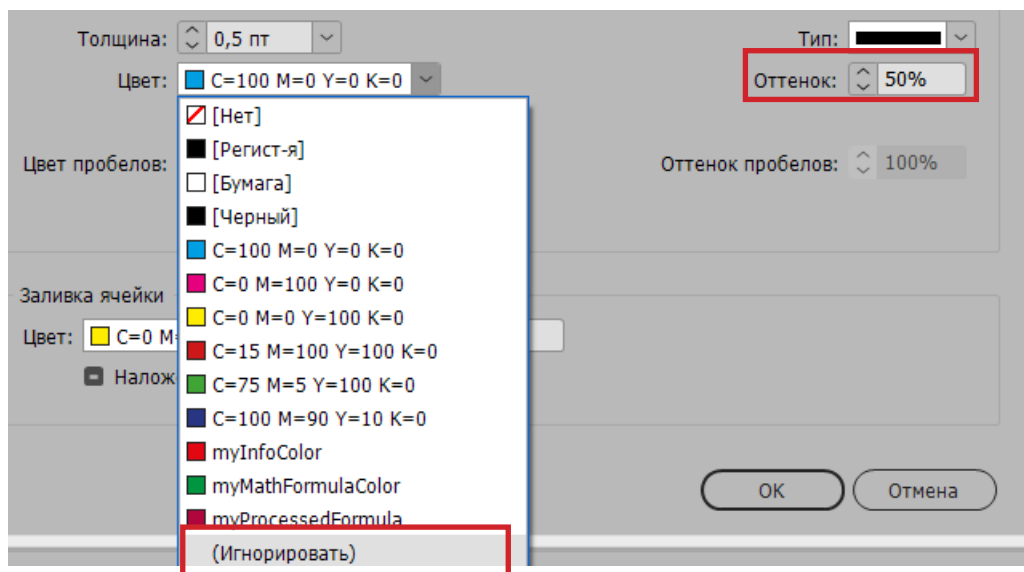 Толщина: 0,5 пт Тип:
Цвет: C=100 M=0 Y=0 K=0 Оттенок: 50%
[Нет]
[Регист-я]
Цвет пробелов: Оттенок пробелов: 100%
[Бумага]
[Черный]
C=100 M=0 Y=0 K=0
C=0 M=100 Y=0 K=0
Заливка ячейки
C=0 M=0 Y=100 K=0
Цвет: C=0 M=
C=15 M=100 Y=100 K=0
Налож
C=75 M=5 Y=100 K=0
C=100 M=90 Y=10 K=0
myInfoColor
myMathFormulaColor
OK Отмена
myProcessedFormula
(Игнорировать)